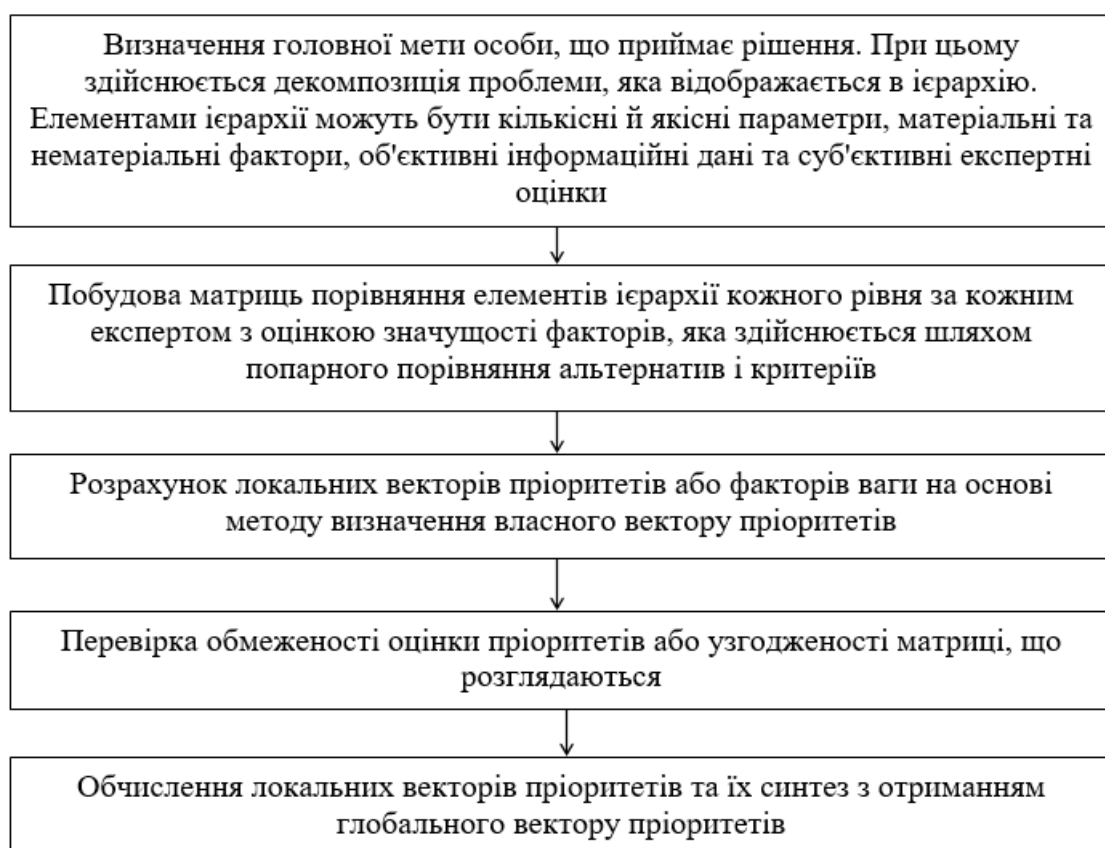 Визначення головної мети особи, що приймає рішення. При цьому
здійснюється декомпозиція проблеми, яка відображається в ієрархію.
Елементами ієрархії можуть бути кількісні й якісні параметри, матеріальні та
нематеріальні фактори, об'єктивні інформаційні дані та суб'єктивні експертні
оцінки
Побудова матриць порівняння елементів ієрархії кожного рівня за кожним
експертом з оцінкою значущості факторів, яка здійснюється шляхом
попарного порівняння альтернатив і критеріїв
Розрахунок локальних векторів пріоритетів або факторів ваги на основі
методу визначення власного вектору пріоритетів
Перевірка обмеженості оцінки пріоритетів або узгодженості матриці, що
розглядаються
Обчислення локальних векторів пріоритетів та їх синтез з отриманням
глобального вектору пріоритетів